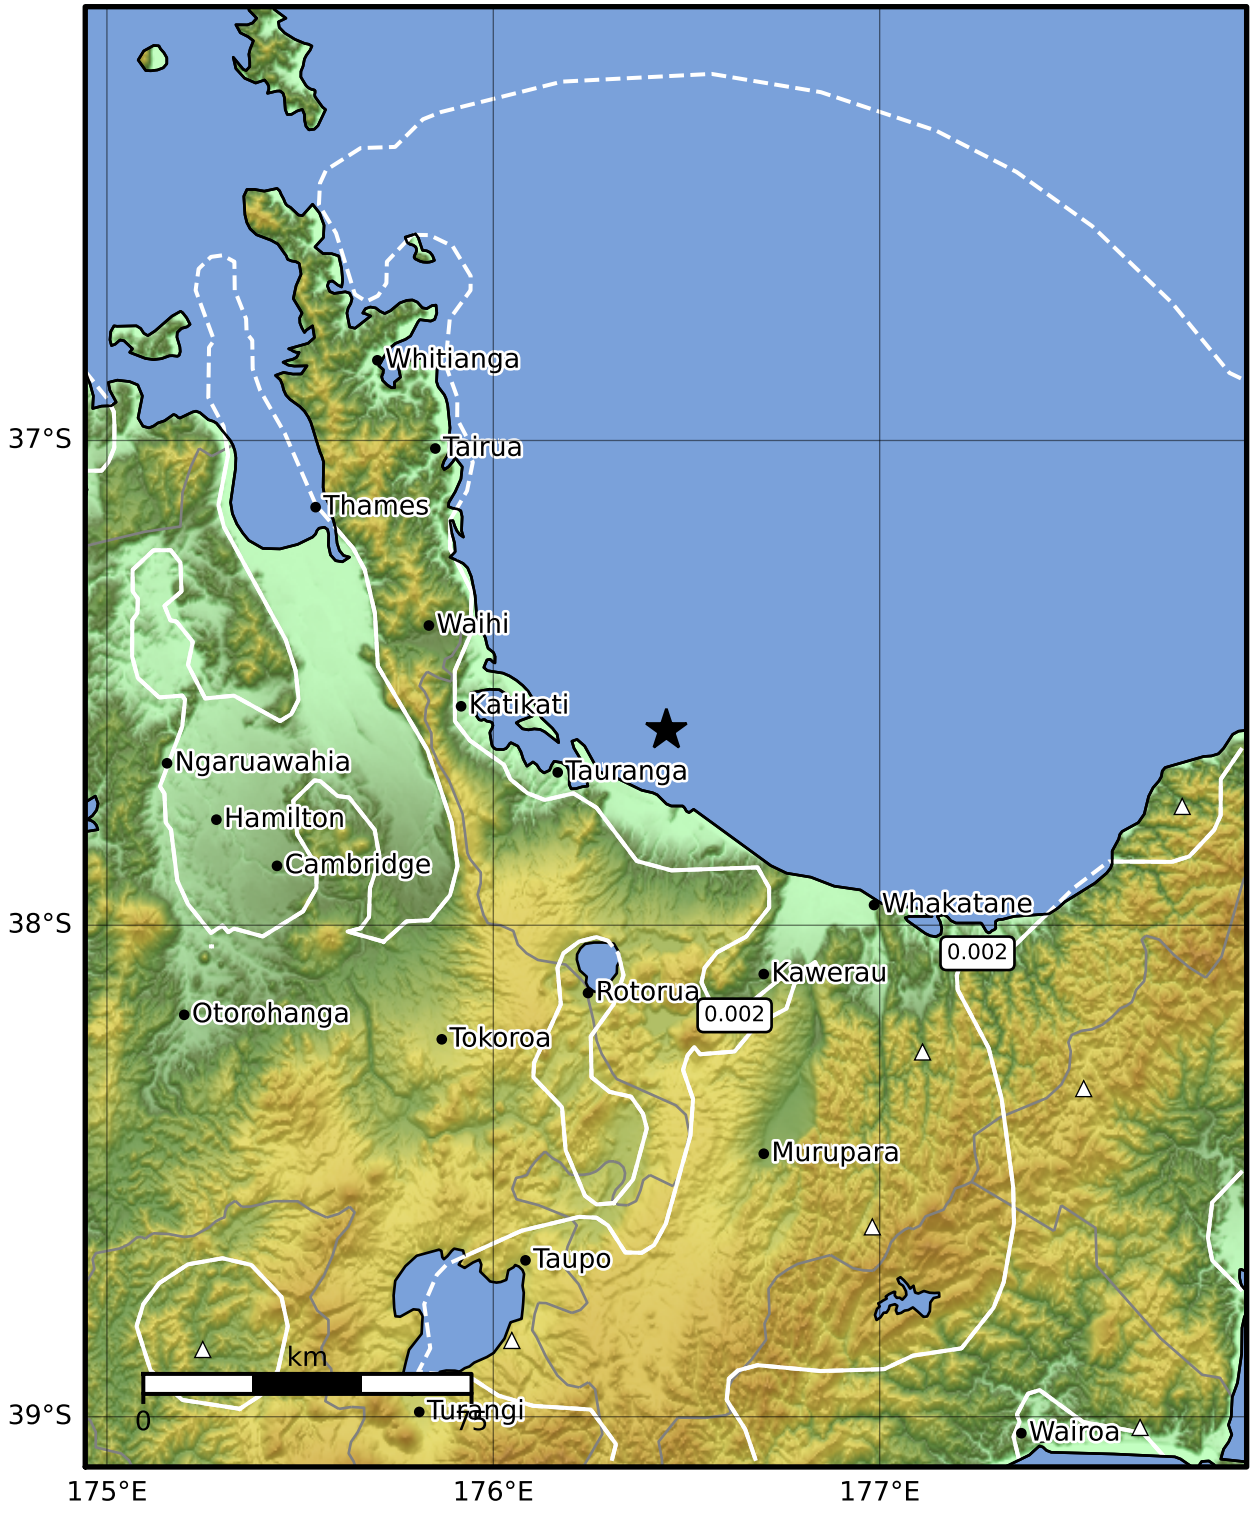 Whitianga
37°S
Tairua
Thames
Waihi
Katikati
Ngaruawahia
Tauranga
Hamilton
Cambridge
Whakatane
38°S
0.002
Kawerau
Rotorua
0.002
Otorohanga
Tokoroa
Murupara
Taupo
km
0
75
Turangi
39°S
Wairoa
175°E
176°E
177°E